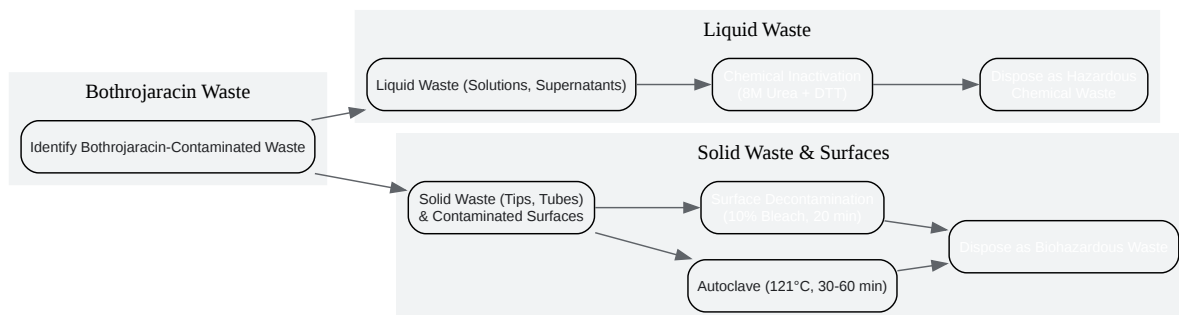 Liquid Waste
Bothrojaracin Waste
Liquid Waste (Solutions, Supernatants)
Chemical Inactivation
(8M Urea + DTT)
Dispose as Hazardous
Chemical Waste
Identify Bothrojaracin-Contaminated Waste
Solid Waste & Surfaces
Solid Waste (Tips, Tubes)
& Contaminated Surfaces
Surface Decontamination
(10% Bleach, 20 min)
Dispose as Biohazardous Waste
Autoclave (121°C, 30-60 min)